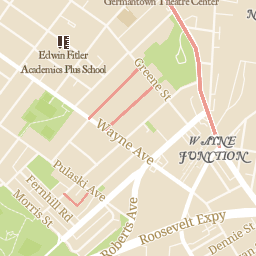 Germantown Theatre Center
Edwin Fitler
Academics Plus School
Greene St
WAYNE
JUNCTION
Wayne Ave
Pulaski Ave
Fernhill Rd
Morris St
Roberts Ave
Roosevelt Expy
Dennie St